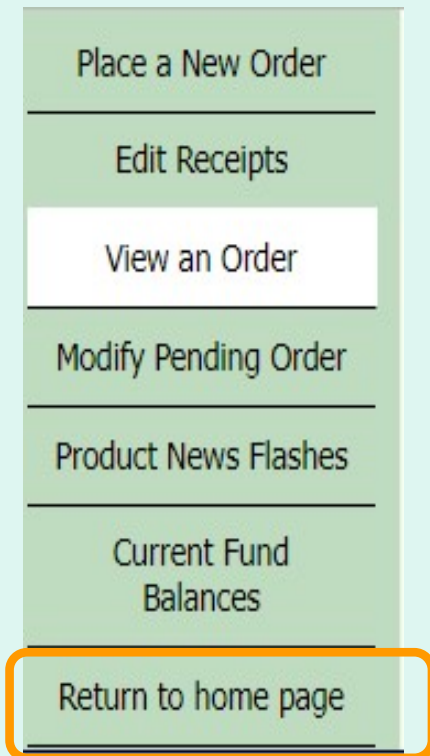 Place a New Order
Edit Receipts
View an Order
Modify Pending Order
Product News Flashes
Current Fund
Balances
Return to home page